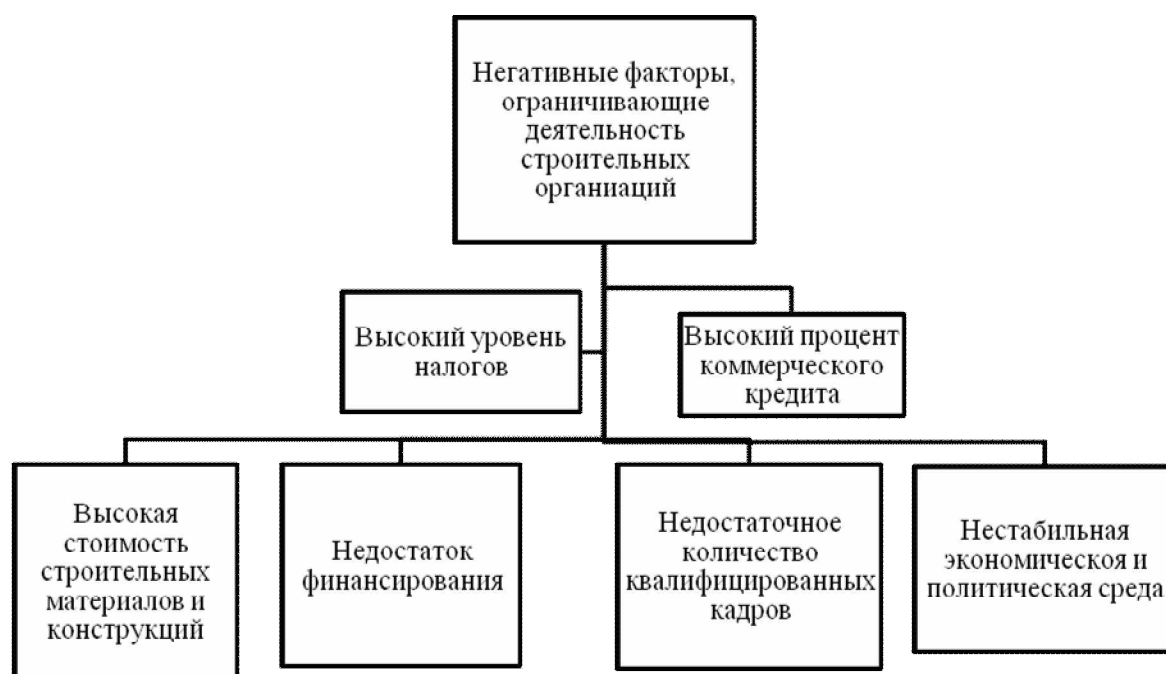 Негативные факторы,
ограничивающие
деятельность
строительных
органиаций
Высокий уровень
налогов
Высокий процент
коммерческого
кредита
Высокая
стоимость
строительных
материалов и
конструкций
Недостаток
финансирования
Недостаточное
количество
квалифицированных
кадров
Нестабильная
экономическоя и
политическая среда